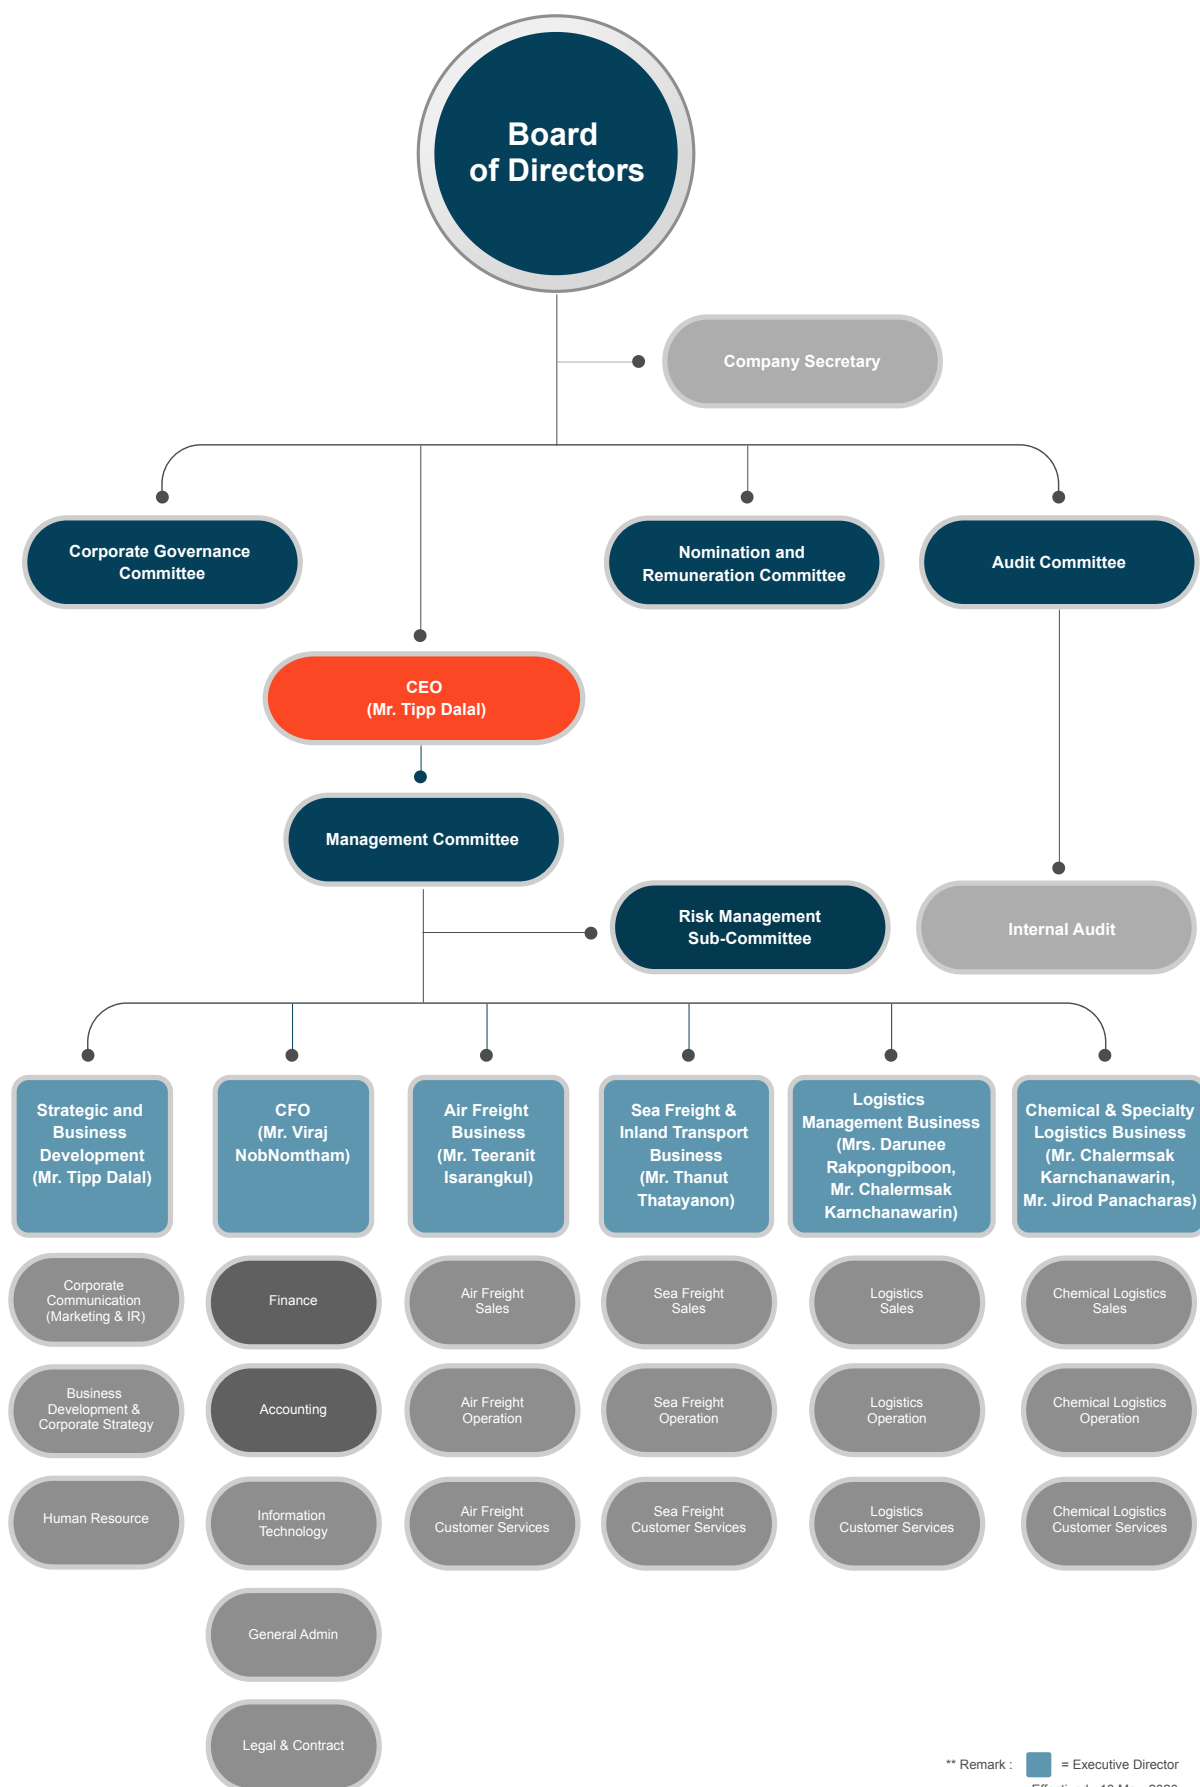 Board
of Directors
Company Secretary
Corporate Governance
Committee
Nomination and
Remuneration Committee
Audit Committee
CEO
(Mr. Tipp Dalal)
Management Committee
Risk Management
Sub-Committee
Internal Audit
Strategic and
Business
Development
(Mr. Tipp Dalal)
CFO
(Mr. Viraj
NobNomtham)
Air Freight
Business
(Mr. Teeranit
Isarangkul)
Sea Freight &
Inland Transport
Business
(Mr. Thanut
Thatayanon)
Logistics
Management Business
(Mrs. Darunee
Rakpongpiboon,
Mr. Chalermsak
Karnchanawarin)
Chemical & Specialty
Logistics Business
(Mr. Chalermsak
Karnchanawarin,
Mr. Jirod Panacharas)
Corporate
Communication
(Marketing & IR)
Finance
Air Freight
Sales
Sea Freight
Sales
Logistics
Sales
Chemical Logistics
Sales
Business
Development &
Corporate Strategy
Accounting
Air Freight
Operation
Sea Freight
Operation
Logistics
Operation
Chemical Logistics
Operation
Human Resource
Information
Technology
Air Freight
Customer Services
Sea Freight
Customer Services
Logistics
Customer Services
Chemical Logistics
Customer Services
General Admin
Legal & Contract
** Remark : = Executive Director